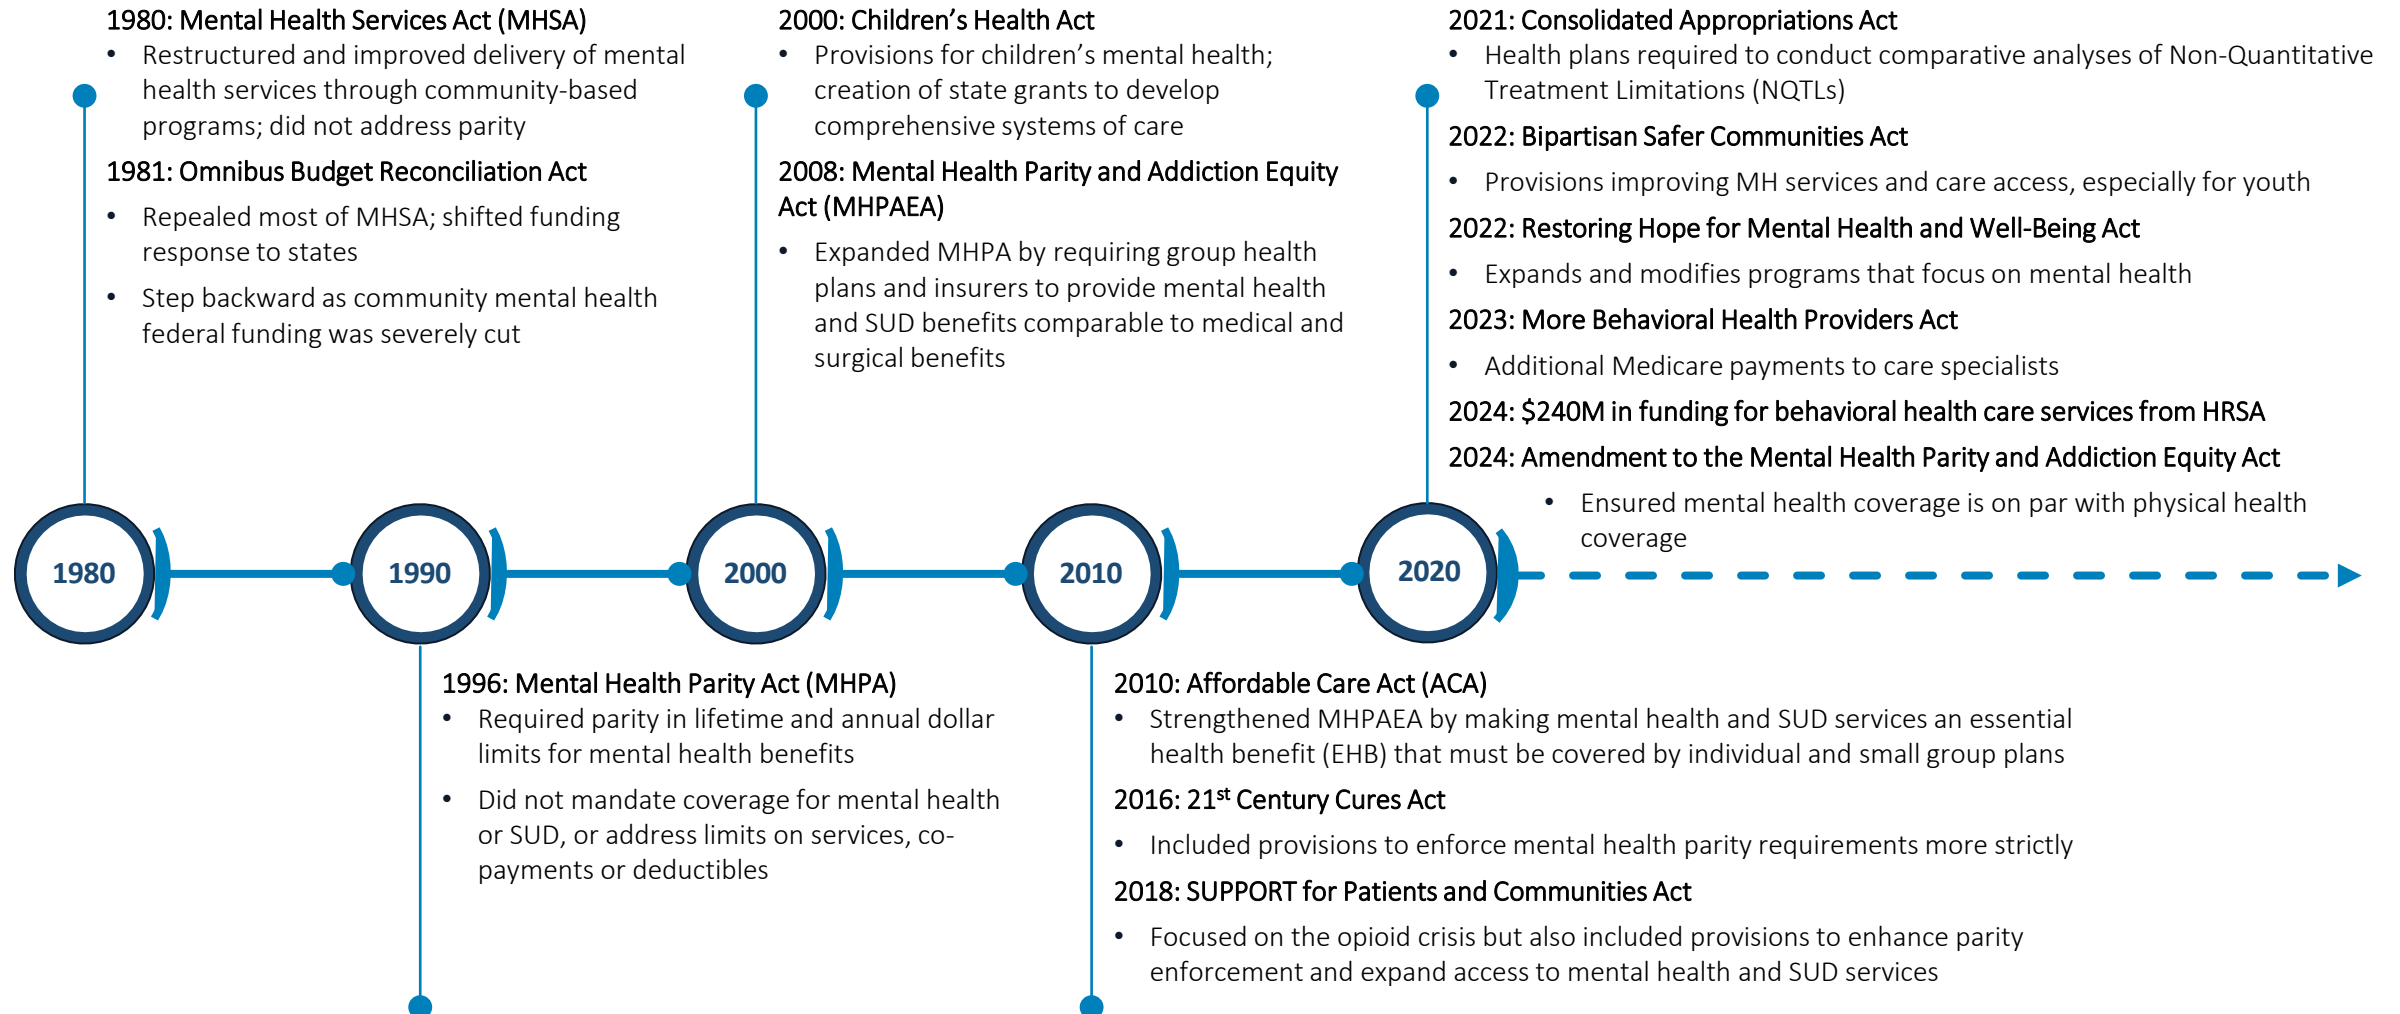 1980: Mental Health Services Act (MHSA)
• Restructured and improved delivery of mental
health services through community-based
programs; did not address parity
1981: Omnibus Budget Reconciliation Act
• Repealed most of MHSA; shifted funding
response to states
• Step backward as community mental health
federal funding was severely cut
2000: Children’s Health Act
• Provisions for children’s mental health;
creation of state grants to develop
comprehensive systems of care
2008: Mental Health Parity and Addiction Equity
Act (MHPAEA)
• Expanded MHPA by requiring group health
plans and insurers to provide mental health
and SUD benefits comparable to medical and
surgical benefits
2021: Consolidated Appropriations Act
• Health plans required to conduct comparative analyses of Non-Quantitative
Treatment Limitations (NQTLs)
2022: Bipartisan Safer Communities Act
• Provisions improving MH services and care access, especially for youth
2022: Restoring Hope for Mental Health and Well-Being Act
• Expands and modifies programs that focus on mental health
2023: More Behavioral Health Providers Act
• Additional Medicare payments to care specialists
2024: $240M in funding for behavioral health care services from HRSA
2024: Amendment to the Mental Health Parity and Addiction Equity Act
• Ensured mental health coverage is on par with physical health
coverage
1980
1990
2000
2010
2020
1996: Mental Health Parity Act (MHPA)
• Required parity in lifetime and annual dollar
limits for mental health benefits
• Did not mandate coverage for mental health
or SUD, or address limits on services, co-
payments or deductibles
2010: Affordable Care Act (ACA)
• Strengthened MHPAEA by making mental health and SUD services an essential
health benefit (EHB) that must be covered by individual and small group plans
2016: 21st Century Cures Act
• Included provisions to enforce mental health parity requirements more strictly
2018: SUPPORT for Patients and Communities Act
• Focused on the opioid crisis but also included provisions to enhance parity
enforcement and expand access to mental health and SUD services